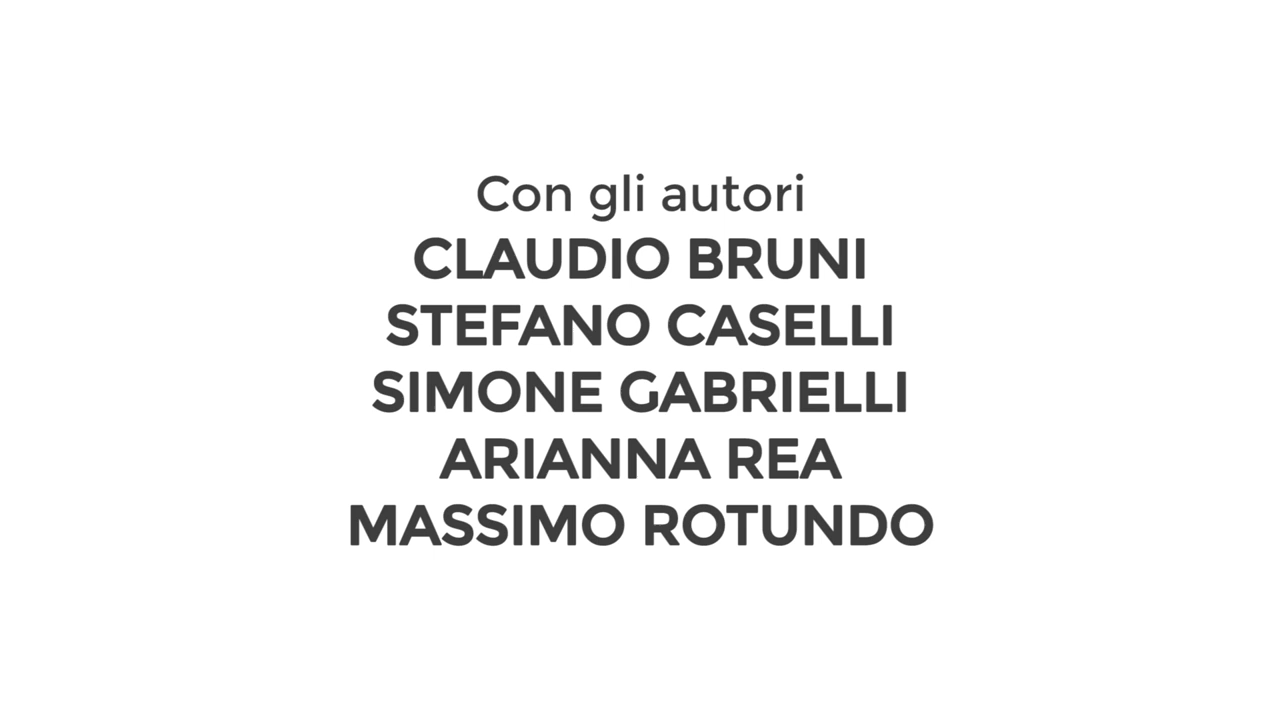 Con gli autori
CLAUDIO BRUNI
STEFANO CASELLI
SIMONE GABRIELLI
ARIANNA REA
MASSIMO ROTUNDO